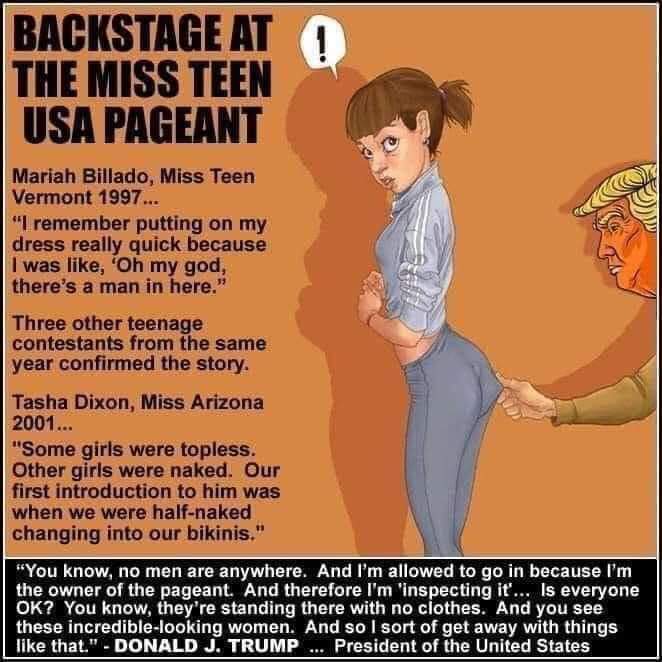 BACKSTAGE AT
THE MISS TEEN
USA PAGEANT
!
Mariah Billado, Miss Teen
Vermont 1997...
“I remember putting on my
dress really quick because
I was like, ‘Oh my god,
there’s a man in here.”
Three other teenage
contestants from the same
year confirmed the story.
Tasha Dixon, Miss Arizona
2001...
"Some girls were topless.
Other girls were naked.  Our
first introduction to him was
when we were half-naked
changing into our bikinis."
“You know, no men are anywhere.  And I’m allowed to go in because I’m
the owner of the pageant.  And therefore I’m ’inspecting it’...  Is everyone
OK?  You know, they’re standing there with no clothes.  And you see
these incredible-looking women.  And so I sort of get away with things
like that.” - DONALD J. TRUMP ...  President of the United States